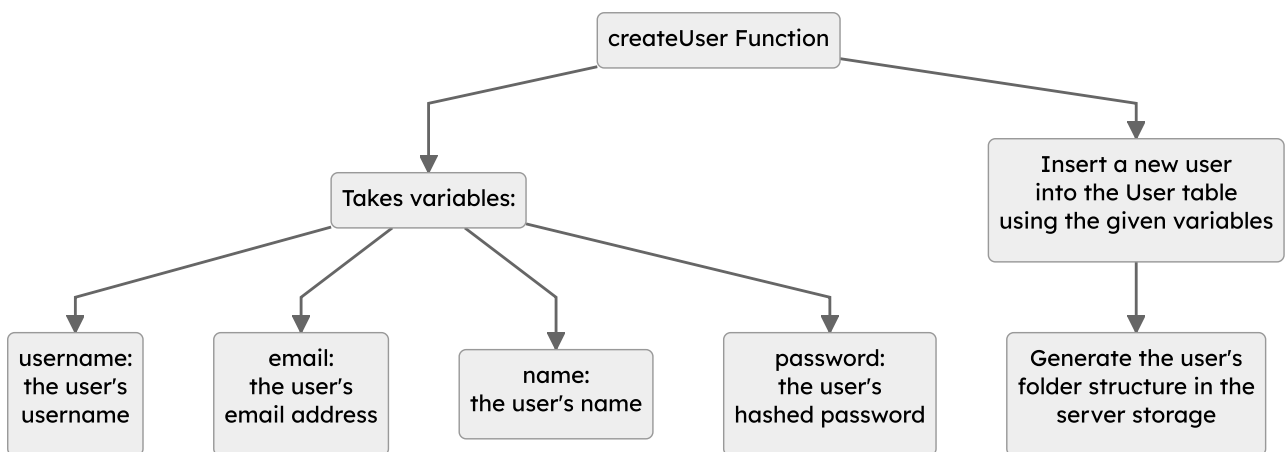 createUser Function
Takes variables:
Insert a new user
into the User table
using the given variables
username:
the user's
username
email:
the user's
email address
name:
the user's name
password:
the user's
hashed password
Generate the user's
folder structure in the
server storage